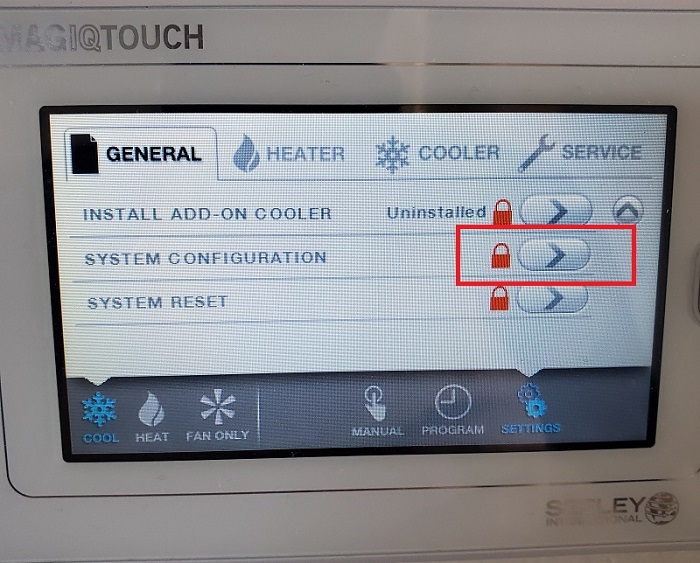 MAGIQTOUCH
GENERAL HEATER COOLER SERVICE
INSTALL ADD-ON COOLER Uninstalled
SYSTEM CONFIGURATION
SYSTEM RESET
COOL HEAT FAN ONLY MANUAL PROGRAM SETTINGS
SEELEY
INTERNATIONAL